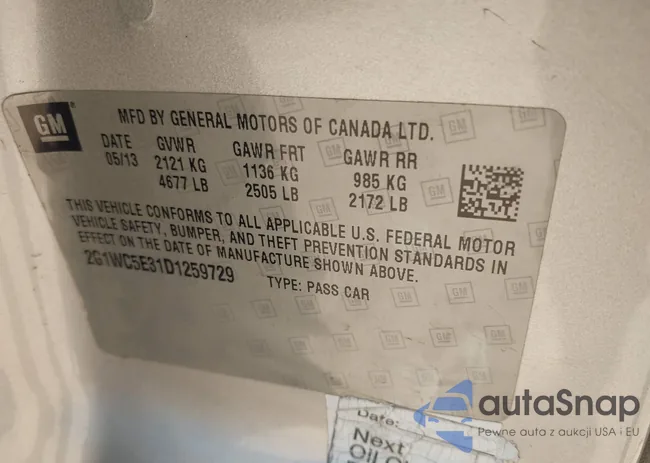 GM
MFD BY GENERAL MOTORS OF CANADA LTD.
DATE GVWR GAWR FRT GAWR RR
05/13 2121 KG 1136 KG 985 KG
4677 LB 2505 LB 2172 LB
THIS VEHICLE CONFORMS TO ALL APPLICABLE U.S. FEDERAL MOTOR
VEHICLE SAFETY, BUMPER, AND THEFT PREVENTION STANDARDS IN
EFFECT ON THE DATE OF MANUFACTURE SHOWN ABOVE.
2G1WC5E31D1259729 TYPE: PASS CAR
autaSnap
Pewne auta z aukcji USA i EU
Date:
Next
Oil